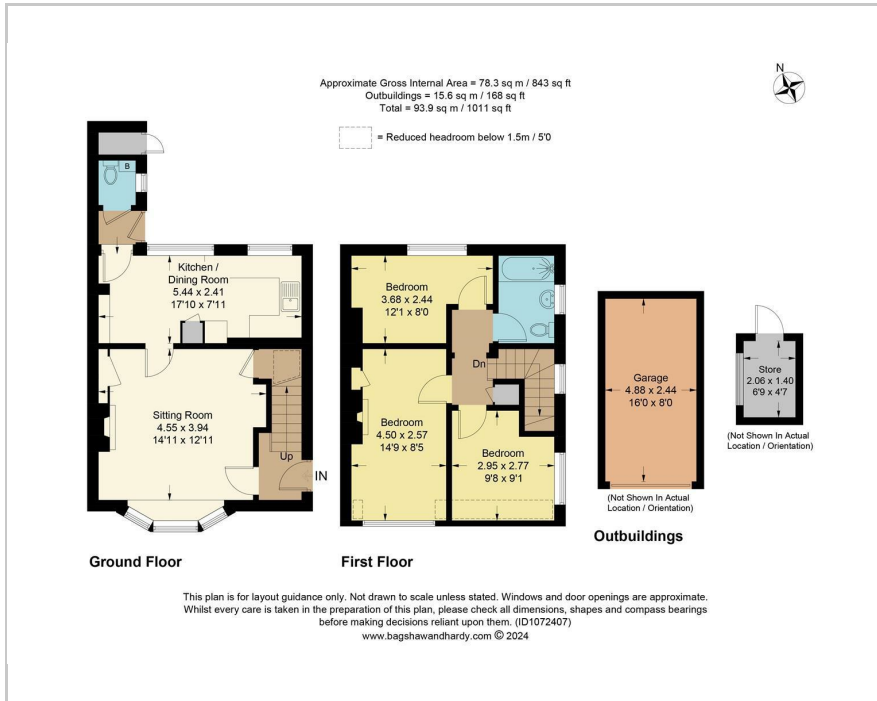 Approximate Gross Internal Area = 78.3 sq m / 843 sq ft
Outbuildings = 15.6 sq m / 168 sq ft
Total = 93.9 sq m / 1011 sq ft
= Reduced headroom below 1.5m / 5'0
N
B
Kitchen /
Dining Room
5.44 x 2.41
17'10 x 7'11
Sitting Room
4.55 x 3.94
14'11 x 12'11
Up
IN
Ground Floor
Bedroom
3.68 x 2.44
12'1 x 8'0
Dn
Bedroom
4.50 x 2.57
14'9 x 8'5
Bedroom
2.95 x 2.77
9'8 x 9'1
First Floor
Garage
4.88 x 2.44
16'0 x 8'0
(Not Shown In Actual
Location / Orientation)
Store
2.06 x 1.40
6'9 x 4'7
(Not Shown In Actual
Location / Orientation)
Outbuildings
This plan is for layout guidance only. Not drawn to scale unless stated. Windows and door openings are approximate.
Whilst every care is taken in the preparation of this plan, please check all dimensions, shapes and compass bearings
before making decisions reliant upon them. (ID1072407)
www.bagshawandhardy.com © 2024